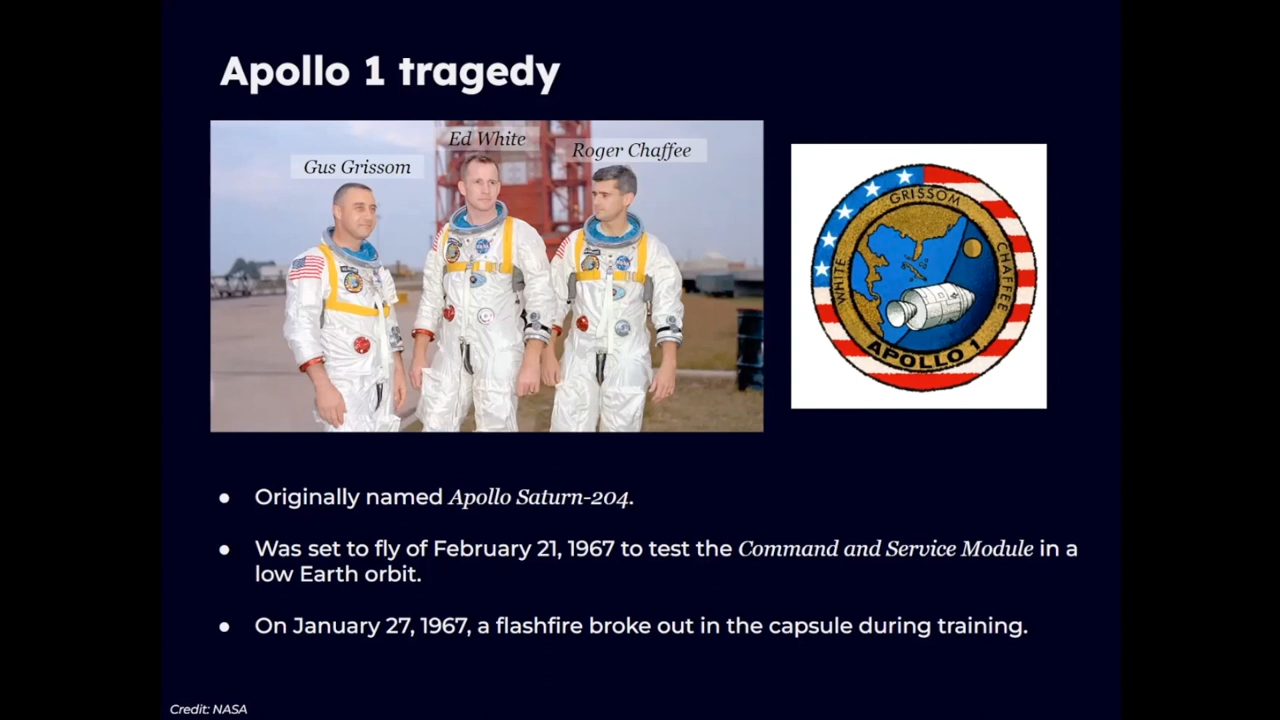 Apollo 1 tragedy
Ed White
Roger Chaffee
Gus Grissom
GRISSOM
WHITE
CHAFFEE
APOLLO 1
● Originally named Apollo Saturn-204.
● Was set to fly of February 21, 1967 to test the Command and Service Module in a
low Earth orbit.
● On January 27, 1967, a flashfire broke out in the capsule during training.
Credit: NASA